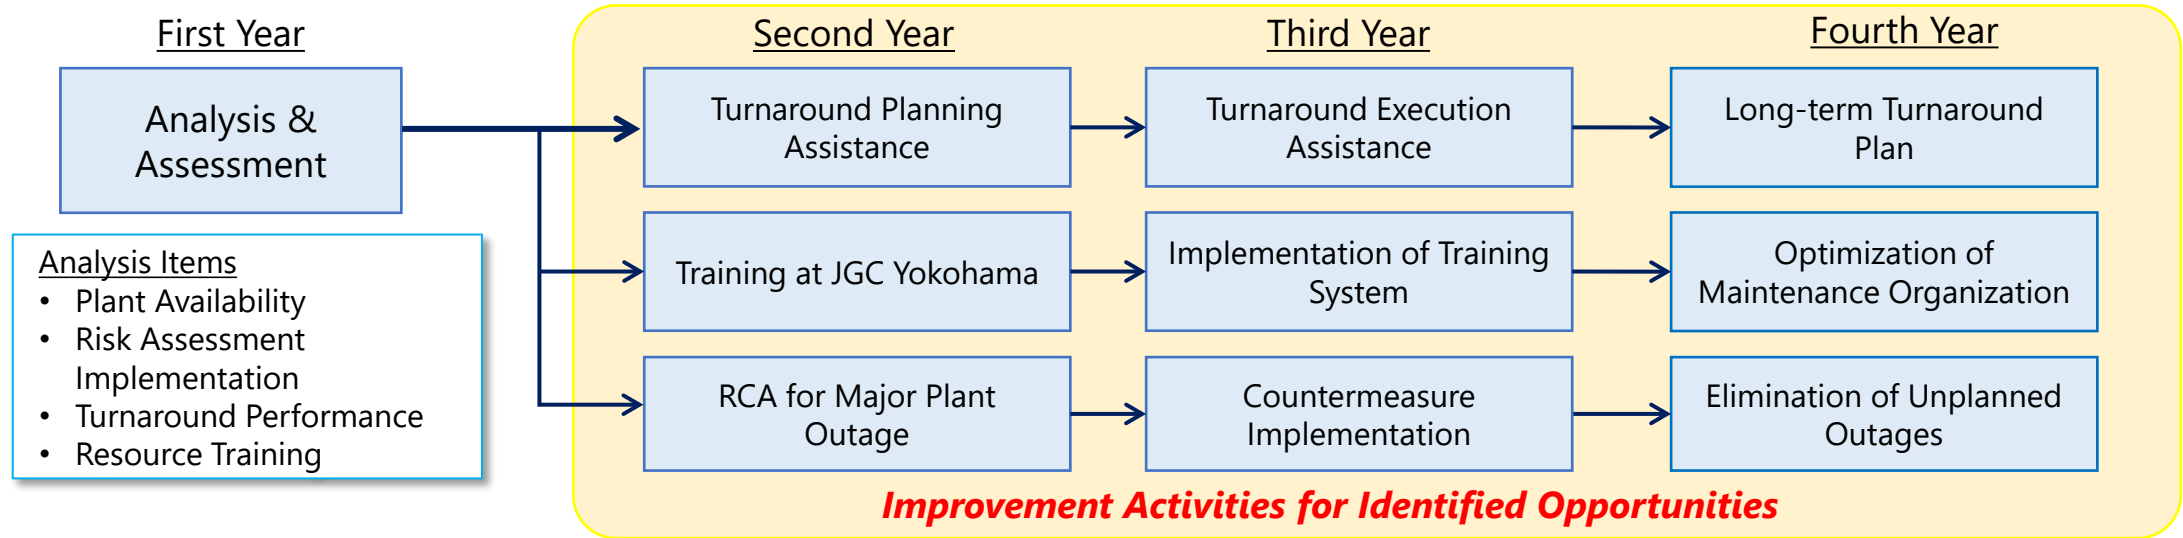 First Year
Analysis &
Assessment
Analysis Items
• Plant Availability
• Risk Assessment
Implementation
• Turnaround Performance
• Resource Training
Second Year
Third Year
Fourth Year
Turnaround Planning
Assistance
Turnaround Execution
Assistance
Long-term Turnaround
Plan
Training at JGC Yokohama
Implementation of Training
System
Optimization of
Maintenance Organization
RCA for Major Plant
Outage
Countermeasure
Implementation
Elimination of Unplanned
Outages
Improvement Activities for Identified Opportunities